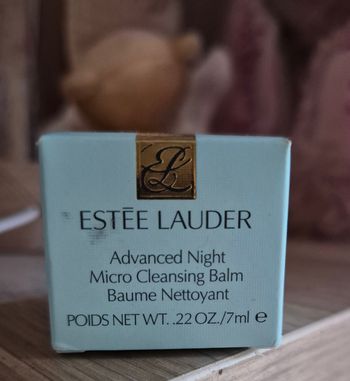 EL
ESTĒE LAUDER
Advanced Night
Micro Cleansing Balm
Baume Nettoyant
POIDS NET WT. .22 OZ./7ml ℮